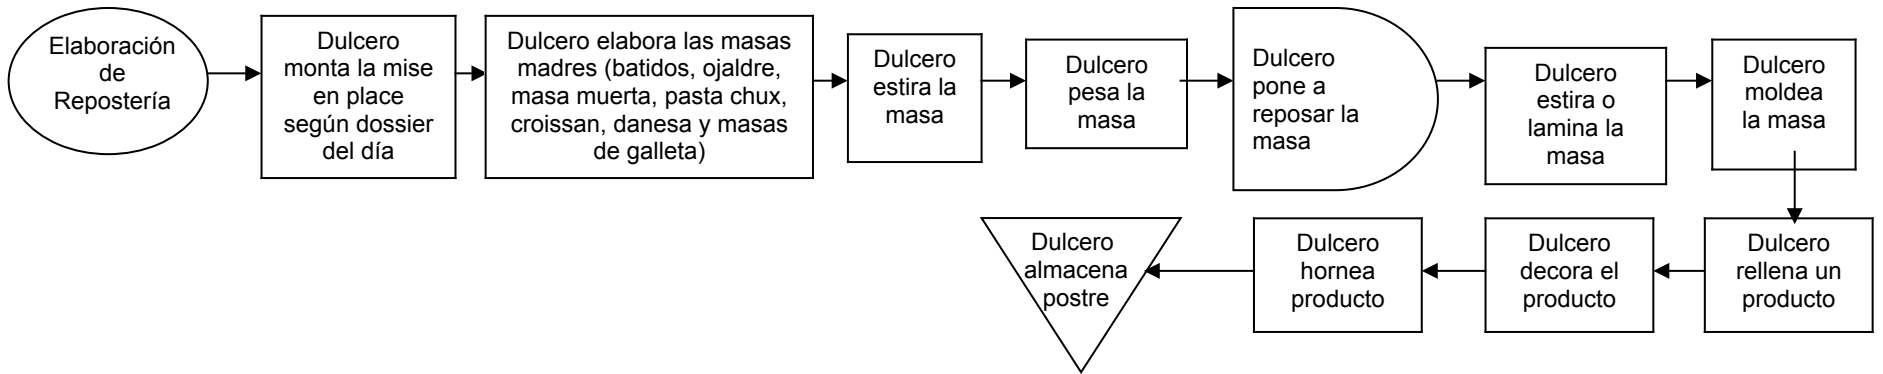 Elaboración
de
Repostería
Dulcero
monta la mise
en place
según dossier
del día
Dulcero elabora las masas
madres (batidos, ojaldre,
masa muerta, pasta chux,
croissan, danesa y masas
de galleta)
Dulcero
estira la
masa
Dulcero
pesa la
masa
Dulcero
pone a
reposar la
masa
Dulcero
estira o
lamina la
masa
Dulcero
moldea
la masa
Dulcero
rellena un
producto
Dulcero
decora el
producto
Dulcero
hornea
producto
Dulcero
almacena
postre